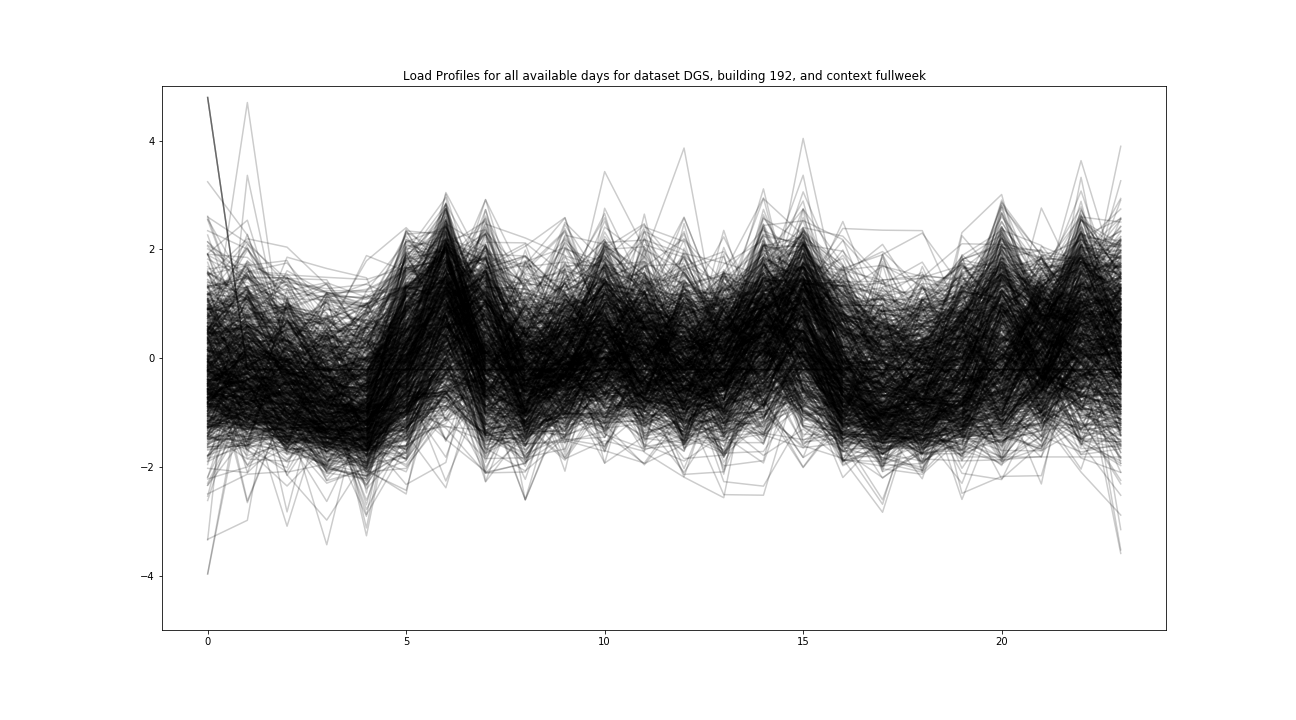 Load Profiles for all available days for dataset DGS, building 192, and context fullweek
4
2
0
−2
−4
0 5 10 15 20